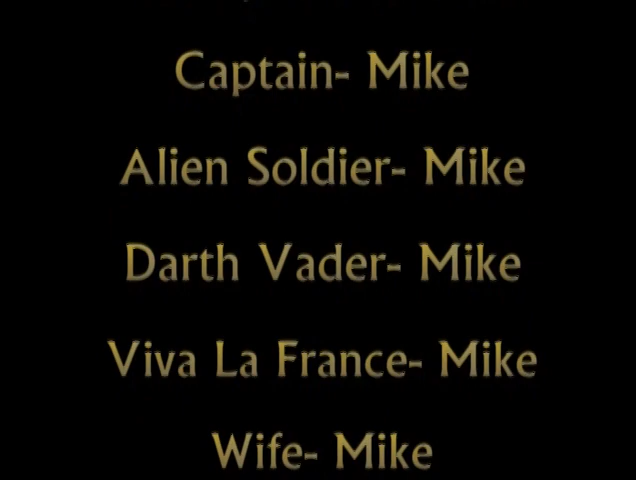 Captain- Mike
Alien Soldier- Mike
Darth Vader- Mike
Viva La France- Mike
Wife- Mike